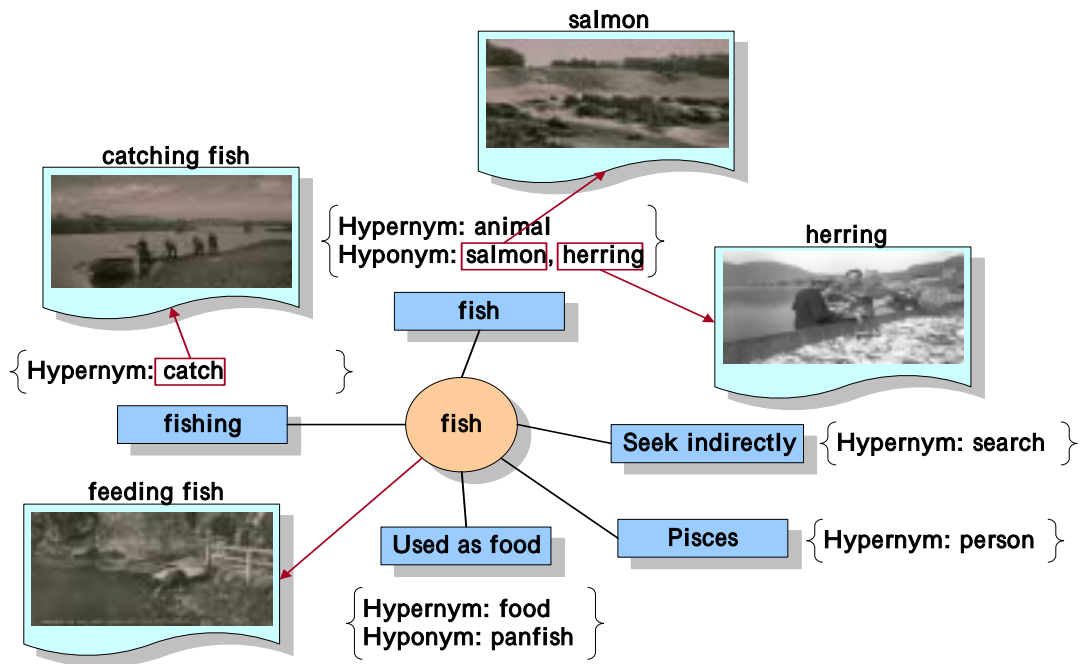 salmon
catching fish
Hypernym: animal
Hyponym: salmon, herring
herring
fish
Hypernym: catch
fishing
fish
Seek indirectly
Hypernym: search
feeding fish
Used as food
Pisces
Hypernym: person
Hypernym: food
Hyponym: panfish